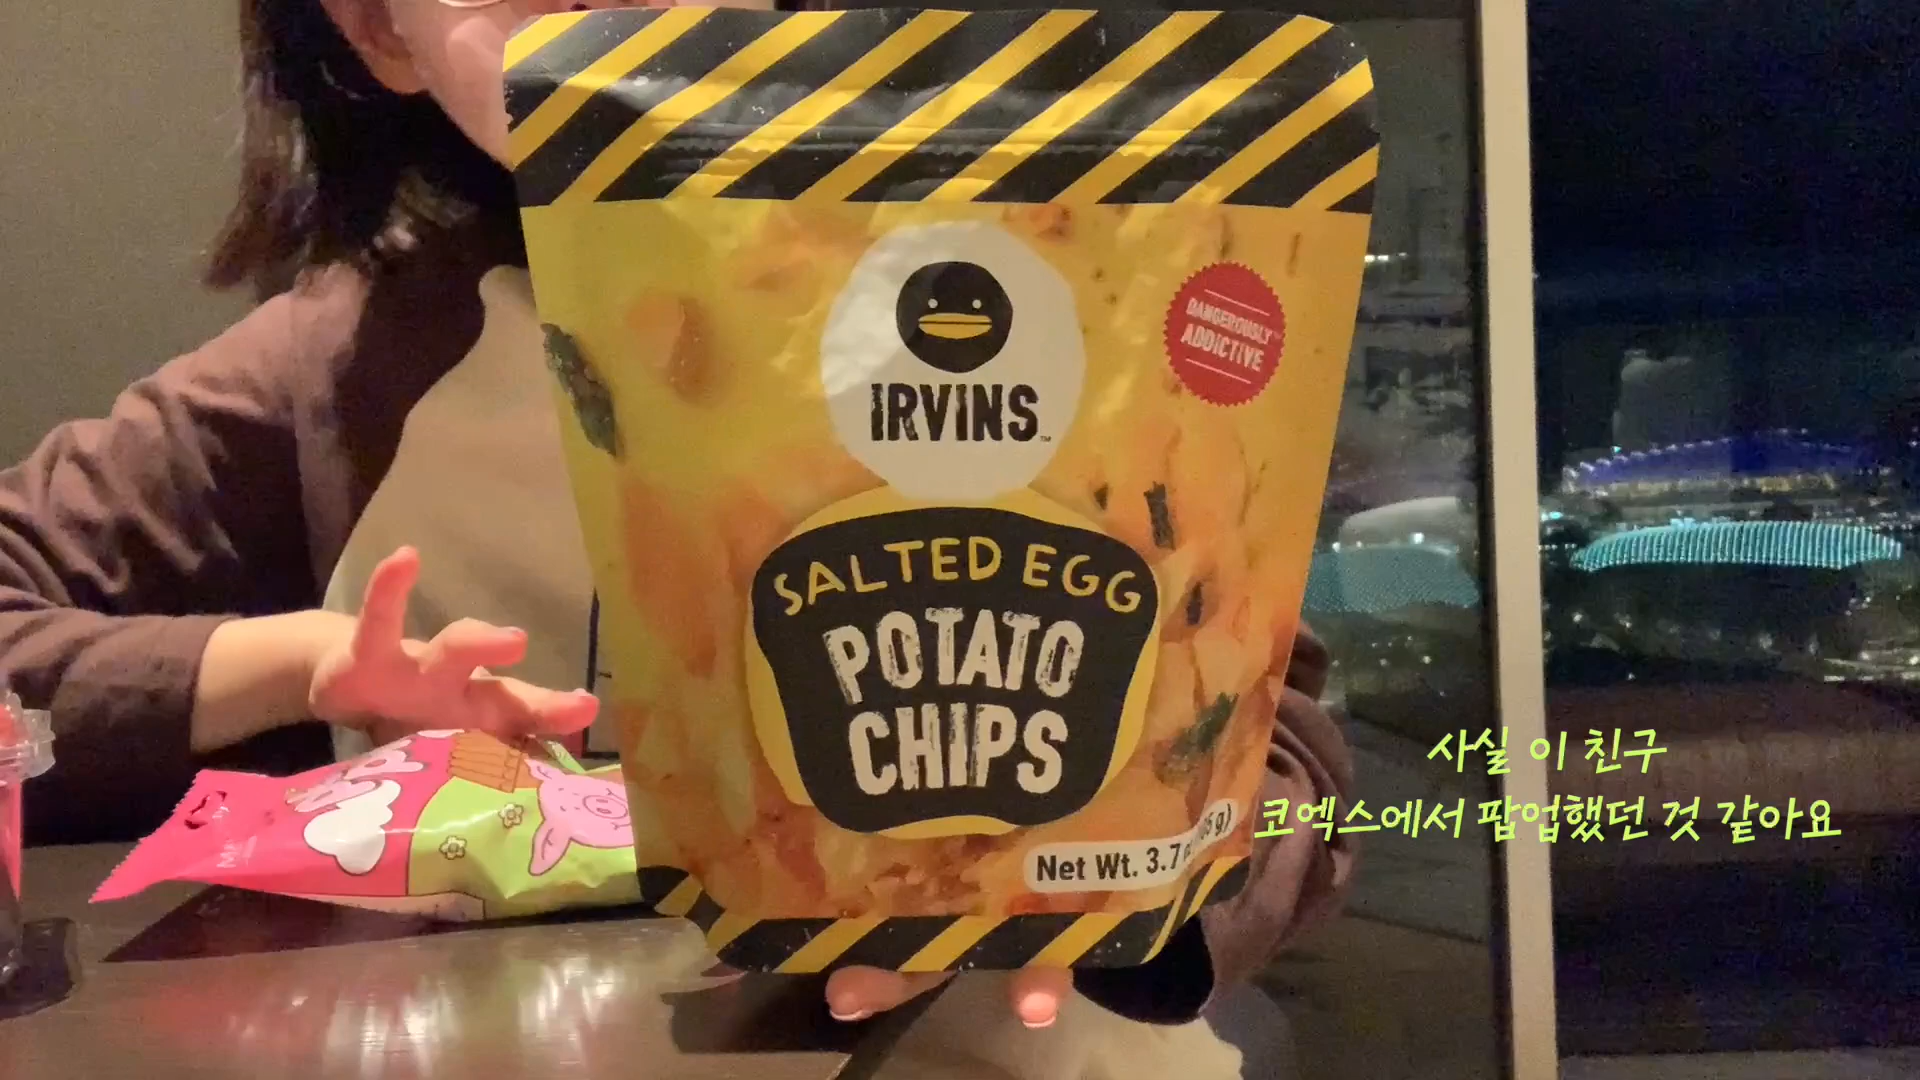 IRVINS
DANGEROUSLY
ADDICTIVE
SALTED EGG
POTATO
CHIPS
Net Wt. 3.7
사실 이 친구
코엑스에서 팝업했던 것 같아요